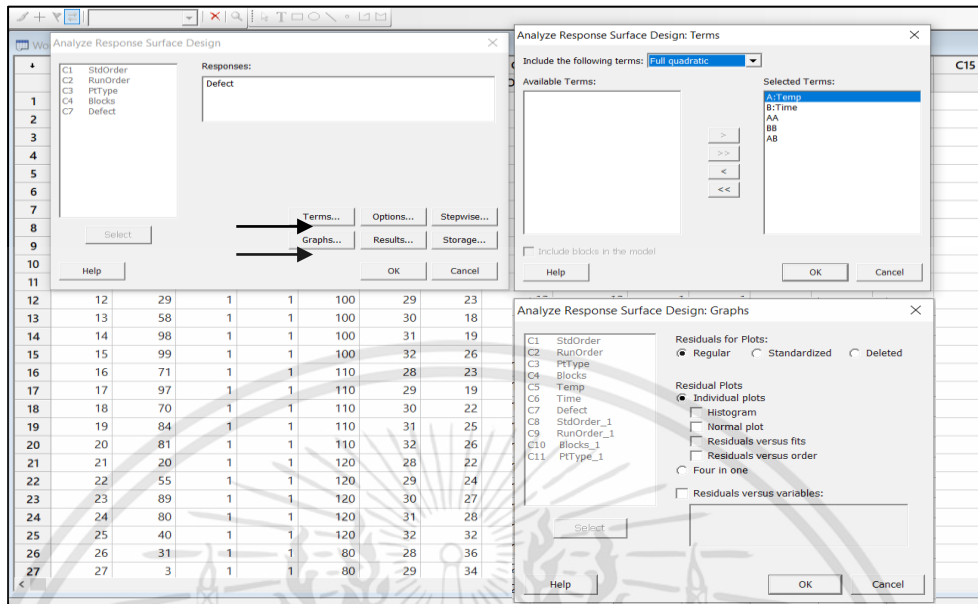 Wo
Analyze Response Surface Design
C1 StdOrder
C2 RunOrder
C3 PtType
C4 Blocks
C7 Defect
Responses:
Defect
Terms...
Options...
Stepwise...
Select
Graphs...
Results...
Storage...
Help
OK
Cancel
Analyze Response Surface Design: Terms
Include the following terms:
Full quadratic
Available Terms:
Selected Terms:
A:Temp
B:Time
AA
BB
AB
>
>>
<
<<
Include blocks in the model
Help
OK
Cancel
C15
1
2
3
4
5
6
7
8
9
10
11
12 12 29 1 1 100 29 23
13 13 58 1 1 100 30 18
14 14 98 1 1 100 31 19
15 15 99 1 1 100 32 26
16 16 71 1 1 110 28 23
17 17 97 1 1 110 29 19
18 18 70 1 1 110 30 22
19 19 84 1 1 110 31 25
20 20 81 1 1 110 32 26
21 21 20 1 1 120 28 22
22 22 55 1 1 120 29 24
23 23 89 1 1 120 30 27
24 24 80 1 1 120 31 28
25 25 40 1 1 120 32 32
26 26 31 1 1 80 28 36
27 27 3 1 1 80 29 34
Analyze Response Surface Design: Graphs
C1 StdOrder
C2 RunOrder
C3 PtType
C4 Blocks
C5 Temp
C6 Time
C7 Defect
C8 StdOrder_1
C9 RunOrder_1
C10 Blocks_1
C11 PtType_1
Residuals for Plots:
Regular
Standardized
Deleted
Residual Plots
Individual plots
Histogram
Normal plot
Residuals versus fits
Residuals versus order
Four in one
Residuals versus variables:
Select
Help
OK
Cancel